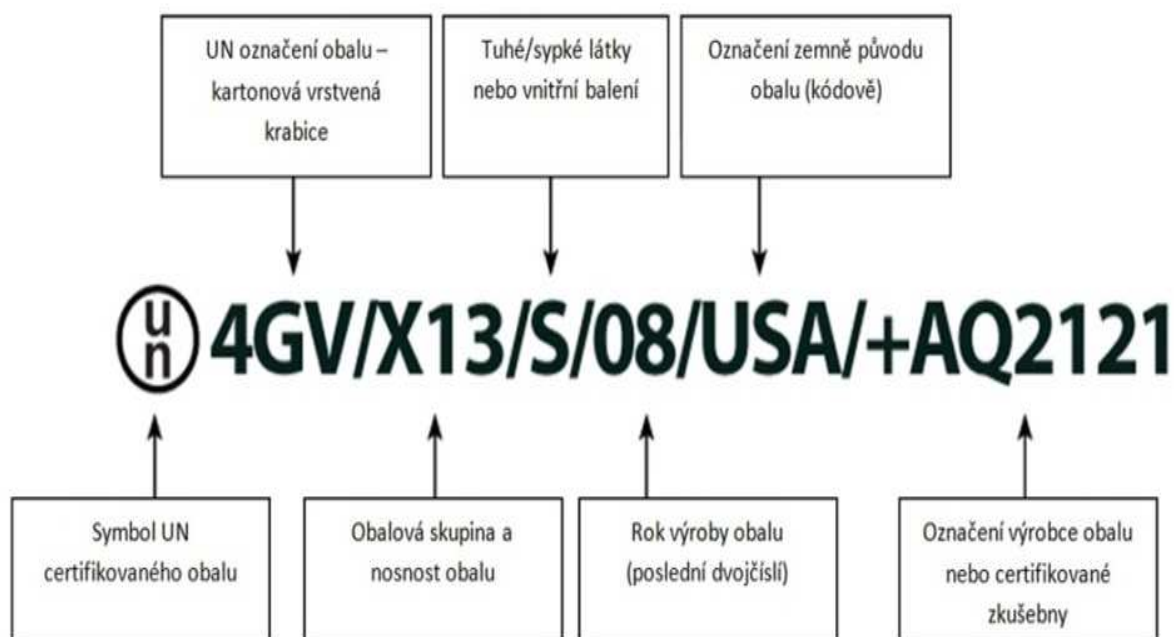 UN označení obalu –
kartonová vrstvená
krabice
Tuhé/sypké látky
nebo vnitřní balení
Označení zemně původu
obalu (kódově)
un 4GV/X13/S/08/USA/+AQ2121
Symbol UN
certifikovaného obalu
Obalová skupina a
nosnost obalu
Rok výroby obalu
(poslední dvojčíslí)
Označení výrobce obalu
nebo certifikované
zkušebny